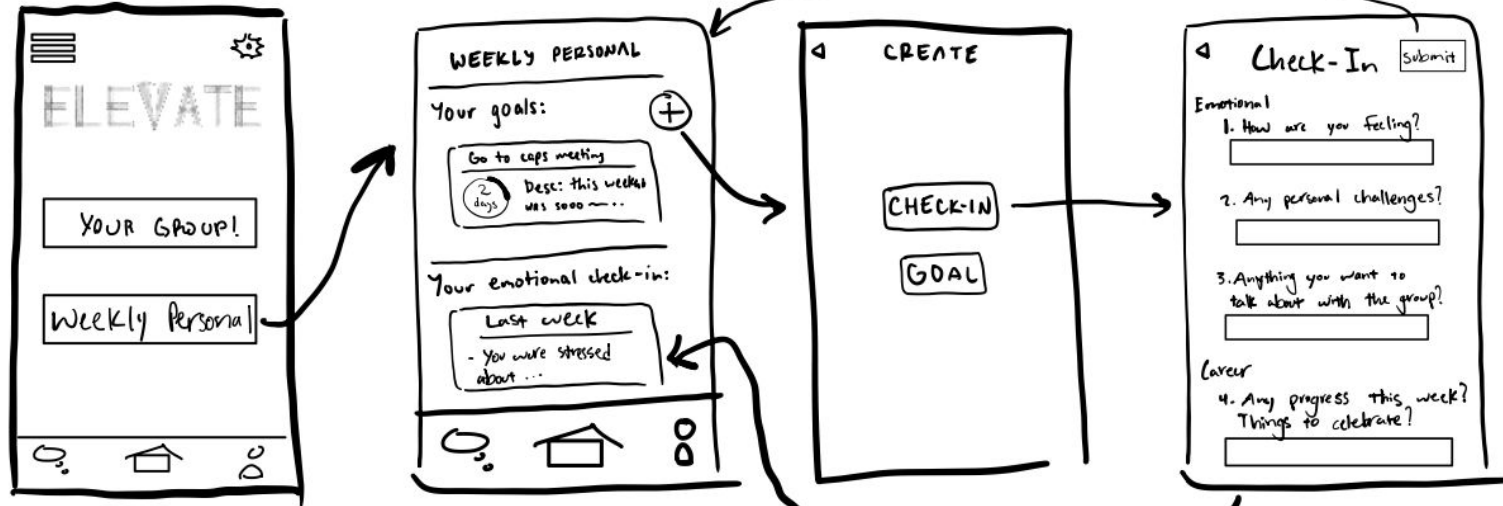 ELEVATE
YOUR GROUP!
Weekly Personal
WEEKLY PERSONAL
Your goals:
Go to caps meeting
2
days
Desc: this weekend
was sooo ~...
Your emotional check-in:
Last week
- You were stressed
about ...
CREATE
CHECK-IN
GOAL
Check-In
Submit
Emotional
1. How are you feeling?
2. Any personal challenges?
3. Anything you want to
talk about with the group?
Career
4. Any progress this week?
Things to celebrate?